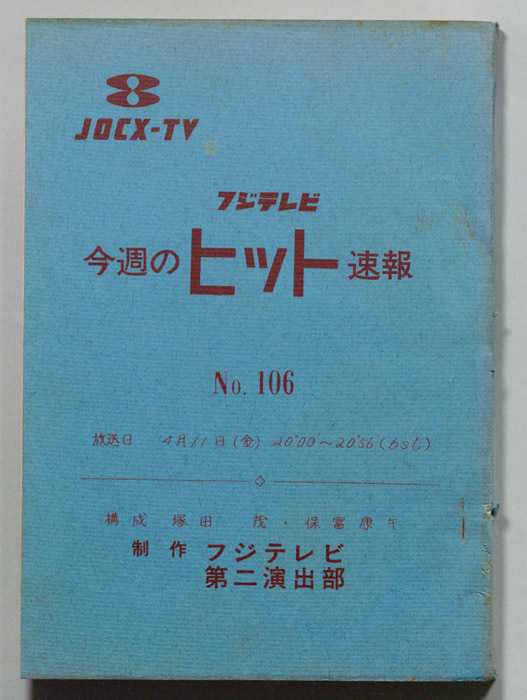 JOCX-TV
フジテレビ
今週の ヒット 速報
No. 106
放送日 4月11日(金) 20°00'~20°56'(6st)
構成 塚田 茂・保富康午
制作 フジテレビ
第二演出部